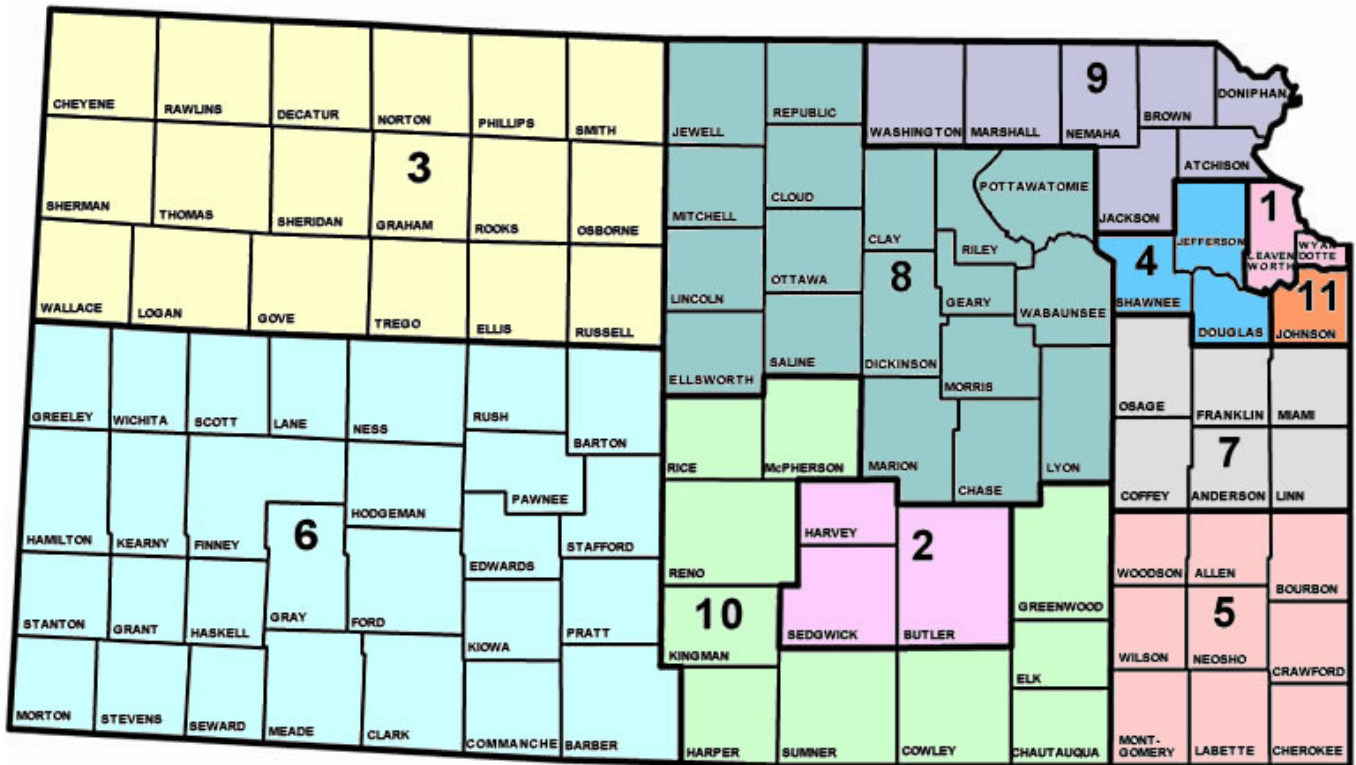 CHEYENE
RAWLINS
DECATUR
NORTON
PHILLIPS
SMITH
JEWELL
REPUBLIC
WASHINGTON
MARSHALL
9
NEMAHA
BROWN
DONIPHAN
SHERMAN
THOMAS
SHERIDAN
3
GRAHAM
ROOKS
OSBORNE
MITCHELL
CLOUD
CLAY
RILEY
POTTAWATOMIE
JACKSON
ATCHISON
JEFFERSON
1
LEAVEN
WORTH
WYAN
DOTTE
WALLACE
LOGAN
GOVE
TREGO
ELLIS
RUSSELL
LINCOLN
OTTAWA
8
DICKINSON
GEARY
WABAUNSEE
4
SHAWNEE
DOUGLAS
11
JOHNSON
ELLSWORTH
SALINE
MORRIS
GREELEY
WICHITA
SCOTT
LANE
NESS
RUSH
BARTON
RICE
McPHERSON
MARION
CHASE
LYON
OSAGE
FRANKLIN
MIAMI
COFFEY
7
ANDERSON
LINN
HAMILTON
KEARNY
FINNEY
6
HODGEMAN
PAWNEE
EDWARDS
STAFFORD
RENO
HARVEY
2
SEDGWICK
BUTLER
GREENWOOD
WOODSON
ALLEN
BOURBON
STANTON
GRANT
HASKELL
GRAY
FORD
KIOWA
PRATT
10
KINGMAN
ELK
WILSON
5
NEOSHO
CRAWFORD
MORTON
STEVENS
SEWARD
MEADE
CLARK
COMMANCHE
BARBER
HARPER
SUMNER
COWLEY
CHAUTAUQUA
MONT-
GOMERY
LABETTE
CHEROKEE